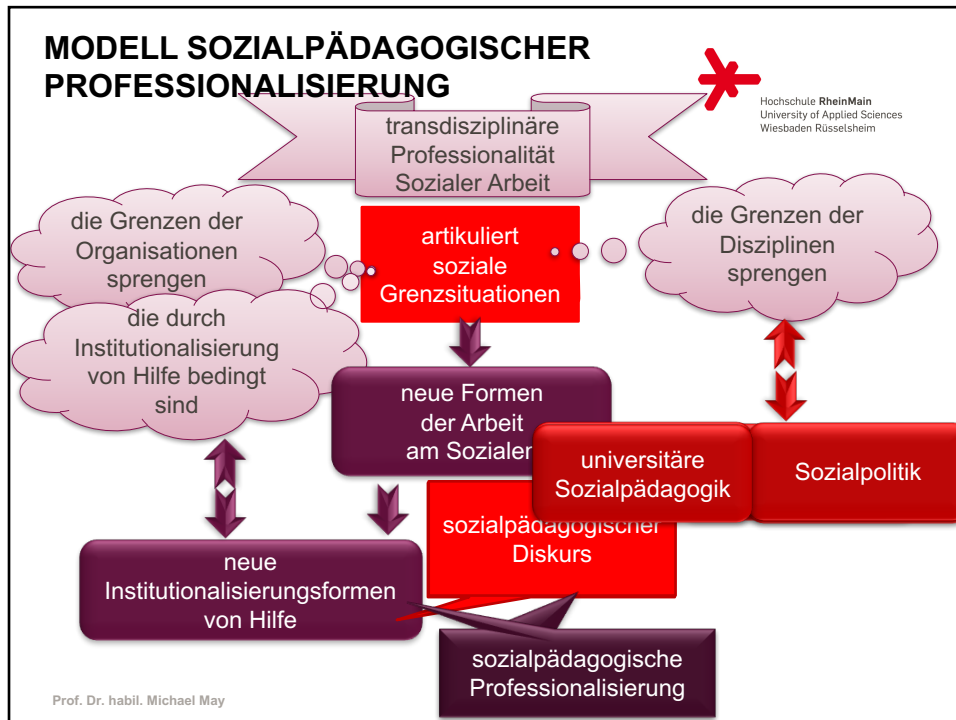 MODELL SOZIALPÄDAGOGISCHER
PROFESSIONALISIERUNG
Hochschule RheinMain
University of Applied Sciences
Wiesbaden Rüsselsheim
transdisziplinäre
Professionalität
Sozialer Arbeit
die Grenzen der
Organisationen
sprengen
artikuliert
soziale
Grenzsituationen
die Grenzen der
Disziplinen
sprengen
die durch
Institutionalisierung
von Hilfe bedingt
sind
neue Formen
der Arbeit
am Sozialen
universitäre
Sozialpädagogik
Sozialpolitik
sozialpädagogischer
Diskurs
neue
Institutionalisierungsformen
von Hilfe
sozialpädagogische
Professionalisierung
Prof. Dr. habil. Michael May